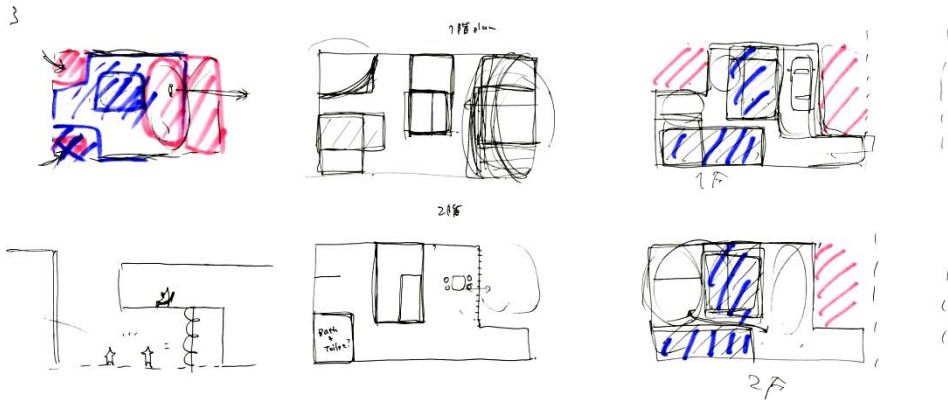 3
1階 plan
1F
2階
Bath
+
Toilet?
2F